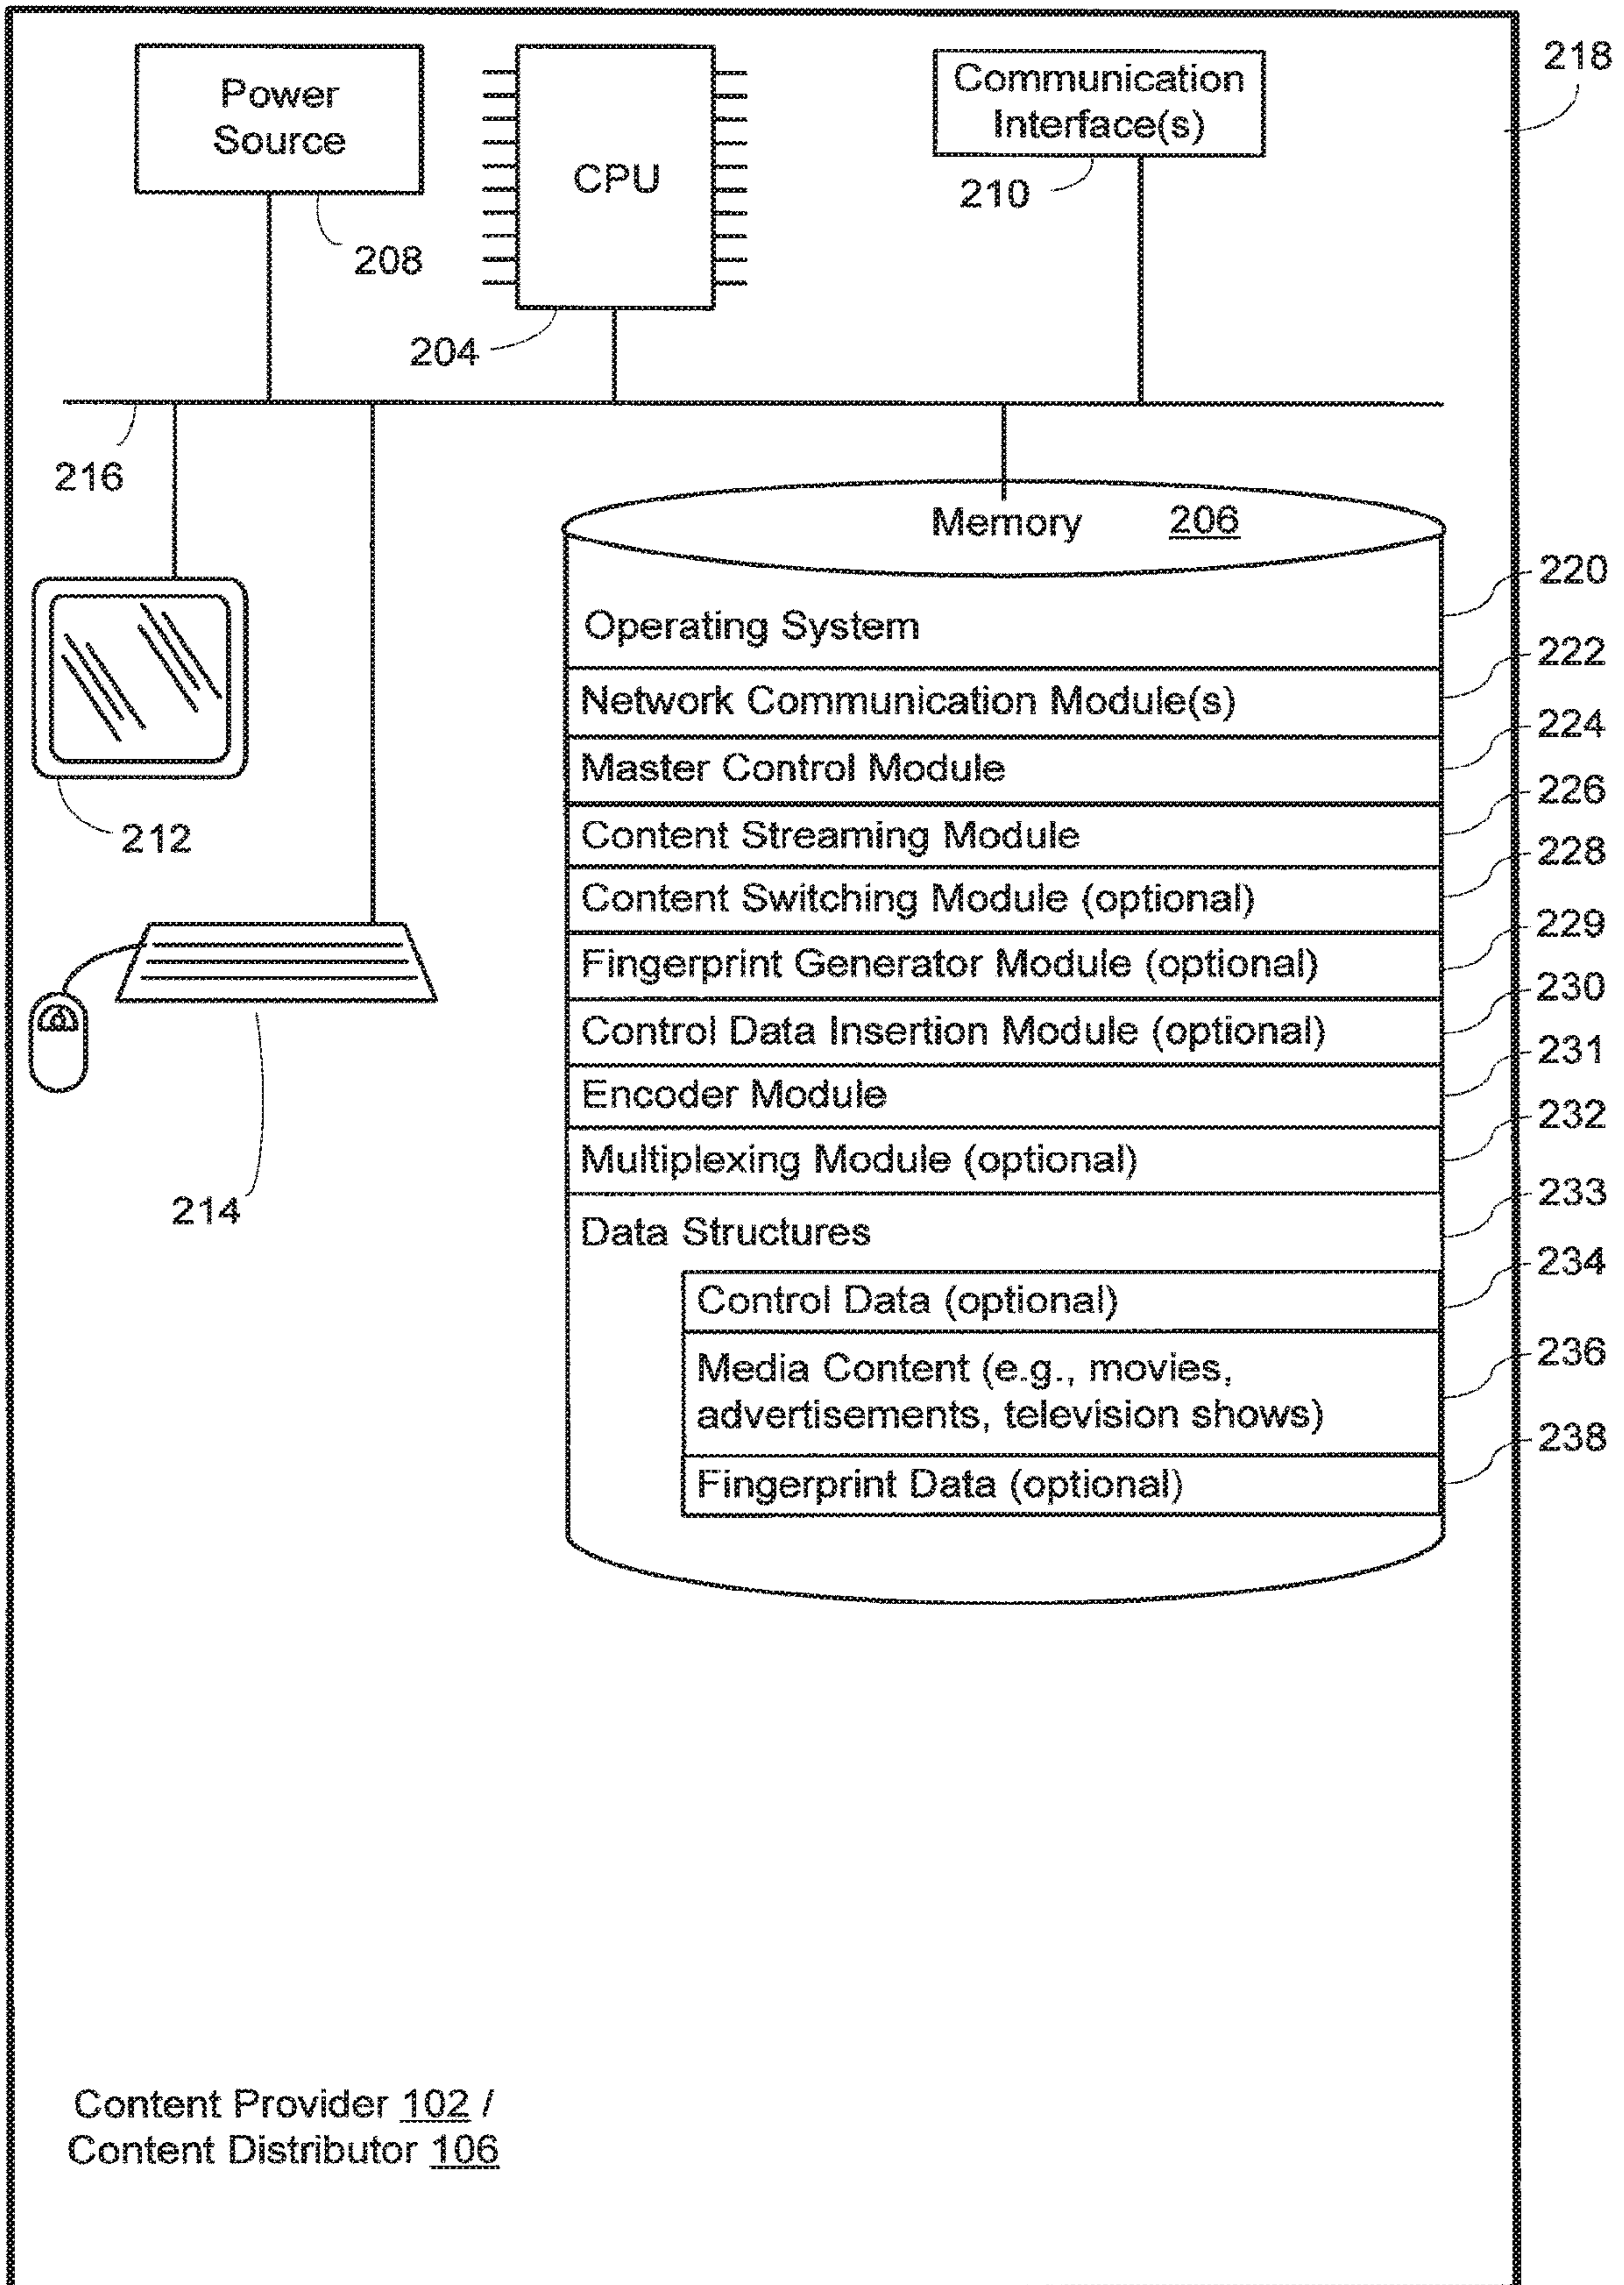 218
Power
Source
CPU
Communication
Interface(s)
210
208
204
216
Memory 206
220
Operating System
222
Network Communication Module(s)
224
Master Control Module
226
Content Streaming Module
228
Content Switching Module (optional)
229
Fingerprint Generator Module (optional)
230
Control Data Insertion Module (optional)
231
Encoder Module
232
Multiplexing Module (optional)
233
Data Structures
234
Control Data (optional)
236
Media Content (e.g., movies,
advertisements, television shows)
238
Fingerprint Data (optional)
212
214
Content Provider 102 /
Content Distributor 106